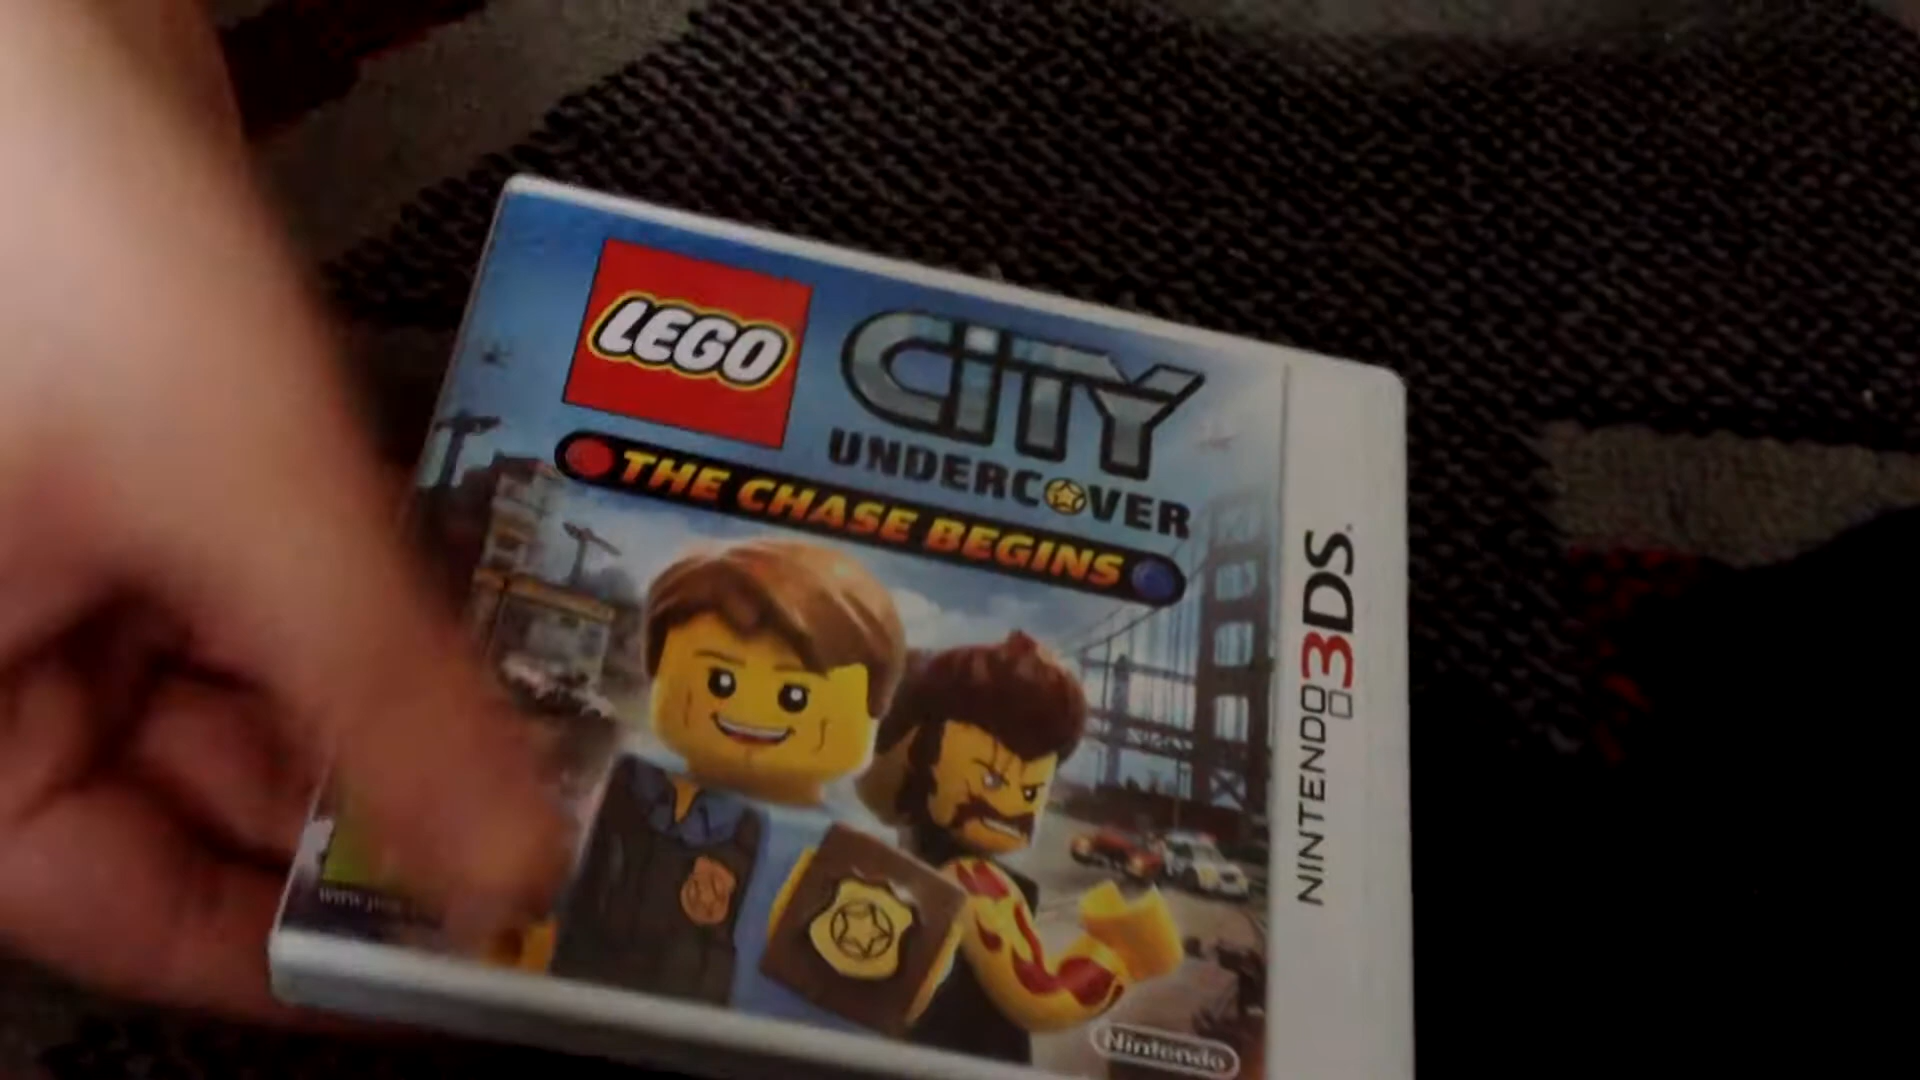 LEGO
CITY
UNDERCOVER
THE CHASE BEGINS
NINTENDO 3DS
Nintendo